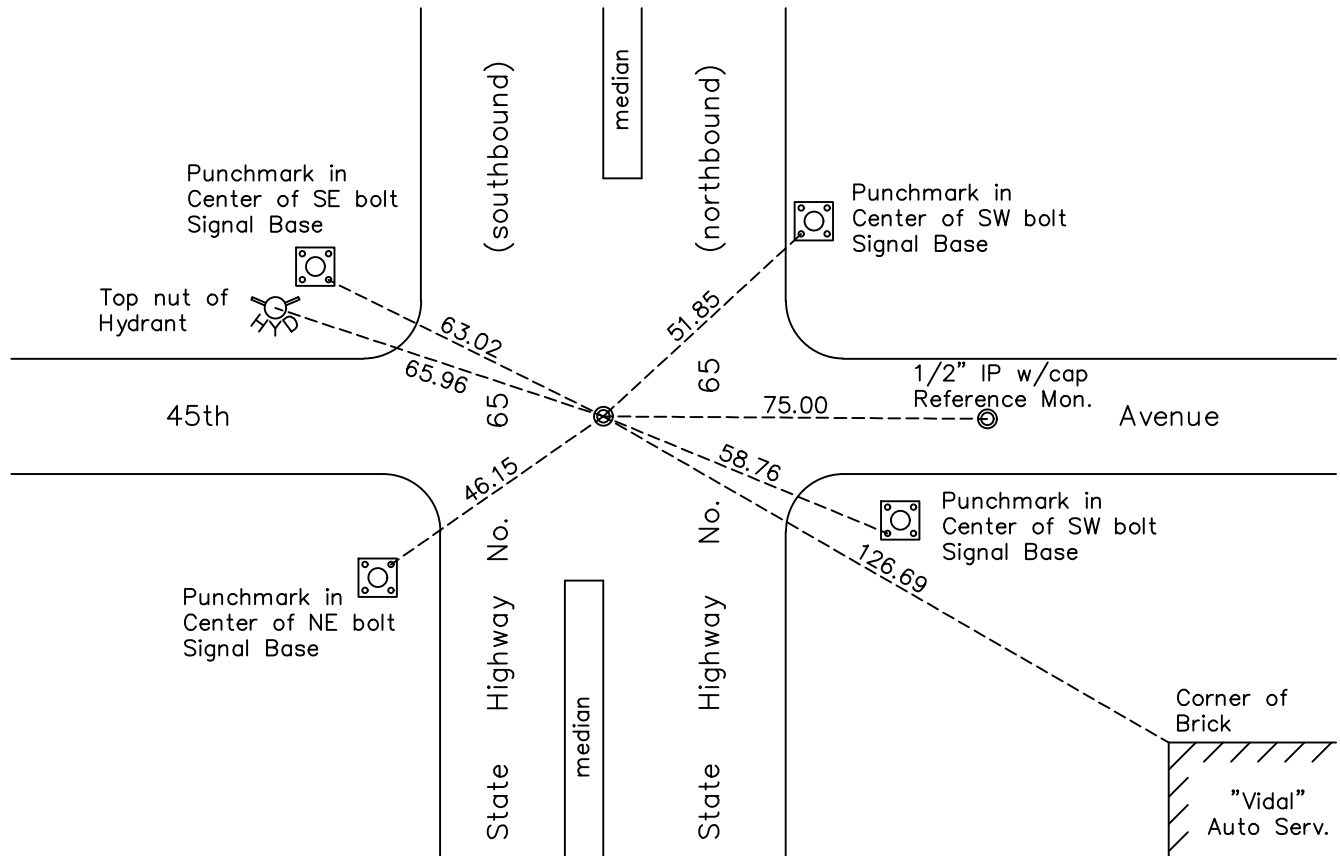 median
(southbound)
(northbound)
Punchmark in
Center of SE bolt
Signal Base
Punchmark in
Center of SW bolt
Signal Base
Top nut of
Hydrant
HYD
63.02
65.96
51.85
1/2" IP w/cap
Reference Mon.
75.00
45th
Avenue
46.15
58.76
126.69
Punchmark in
Center of SW bolt
Signal Base
Punchmark in
Center of NE bolt
Signal Base
State Highway No. 65
State Highway No. 65
median
Corner of
Brick
"Vidal"
Auto Serv.